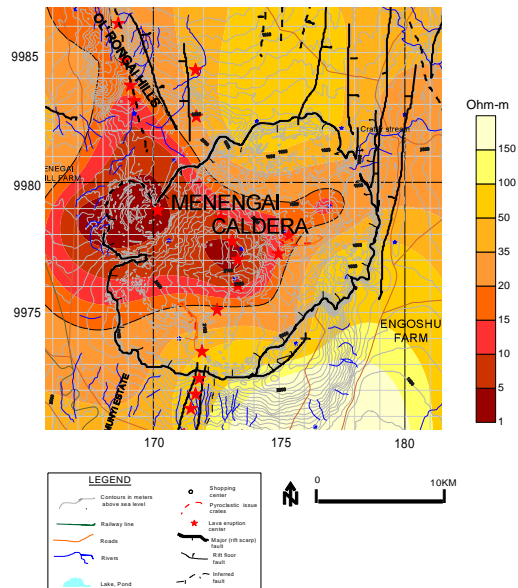 9985
9980
9975
OL RONGAI HILLS
Crater stream
ENEGAI
ILL FARM.
MENENGAI
CALDERA
ENGOSHU
FARM
170
175
180
Ohm-m
150
100
50
35
20
15
10
5
1
LEGEND
Contours in meters
above sea level
Railway line
Roads
Rivers
Lake, Pond
Shopping
center
Pyroclastic issue
crates
Lava eruption
center
Major (rift scarp)
fault
Rift floor
fault
Inferred
fault
N
0
10KM